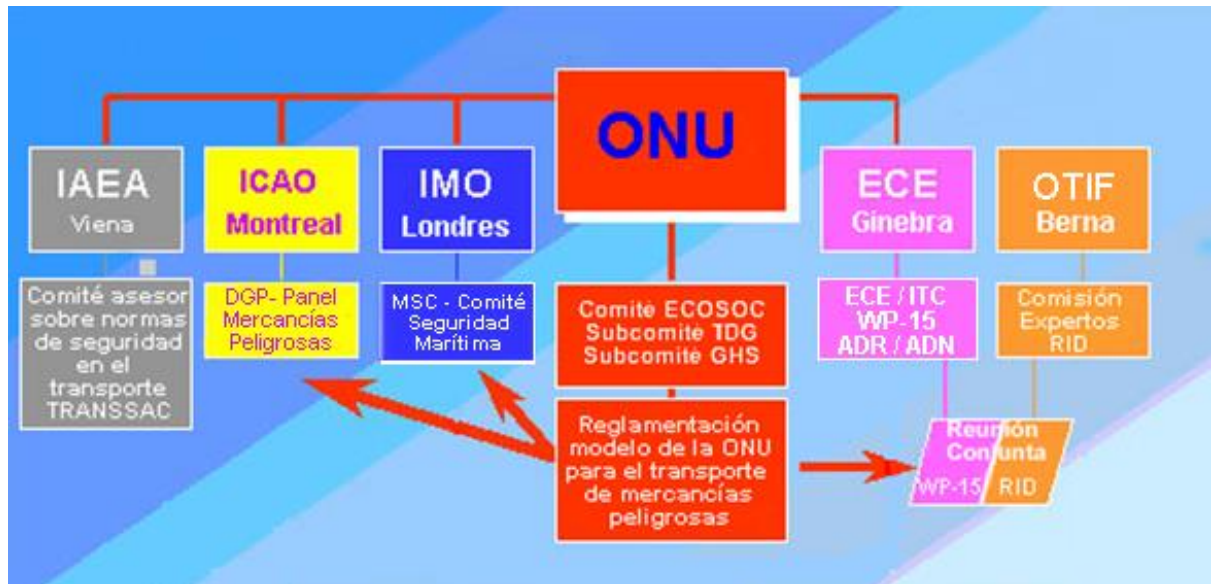 ONU
IAEA
Viena
ICAO
Montreal
IMO
Londres
ECE
Ginebra
OTIF
Berna
Comité asesor
sobre normas
de seguridad
en el
transporte
TRANSSAC
DGP- Panel
Mercancías
Peligrosas
MSC - Comité
Seguridad
Marítima
Comité ECOSOC
Subcomité TDG
Subcomité GHS
ECE / ITC
WP-15
ADR / ADN
Comisión
Expertos
RID
Reglamentación
modelo de la ONU
para el transporte
de mercancías
peligrosas
Reunión
Conjunta
WP-15 RID